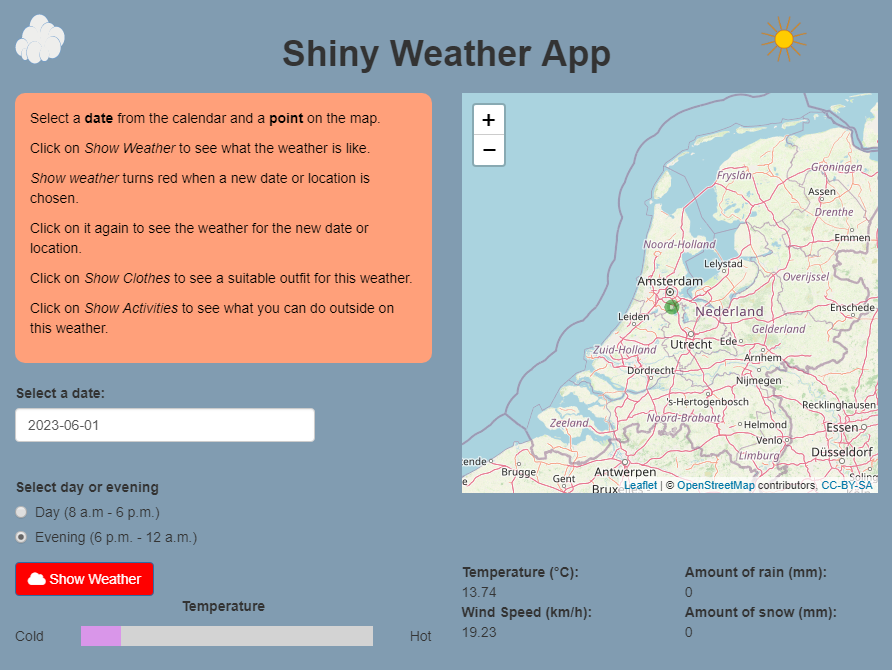 Shiny Weather App
Select a date from the calendar and a point on the map.
Click on Show Weather to see what the weather is like.
Show weather turns red when a new date or location is
chosen.
Click on it again to see the weather for the new date or
location.
Click on Show Clothes to see a suitable outfit for this weather.
Click on Show Activities to see what you can do outside on
this weather.
Select a date:
2023-06-01
Select day or evening
Day (8 a.m - 6 p.m.)
Evening (6 p.m. - 12 a.m.)
Show Weather
Temperature
Cold
Hot
+
−
Groningen
Fryslân
Assen
Drenthe
Emmen
Noord-Holland
Lelystad
Overijssel
Amsterdam
Leiden
Nederland
Enschede
Gelderland
Utrecht
Ede
Zuid-Holland
Arnhem
Dordrecht
Nijmegen
's-Hertogenbosch
Recklinghausen
Noord-Brabant
Zeeland
Helmond
Essen
Venlo
Limburg
Düsseldorf
ende
Brugge
Antwerpen
Gent
Brux
Leaflet | © OpenStreetMap contributors, CC-BY-SA
Temperature (°C):
13.74
Wind Speed (km/h):
19.23
Amount of rain (mm):
0
Amount of snow (mm):
0